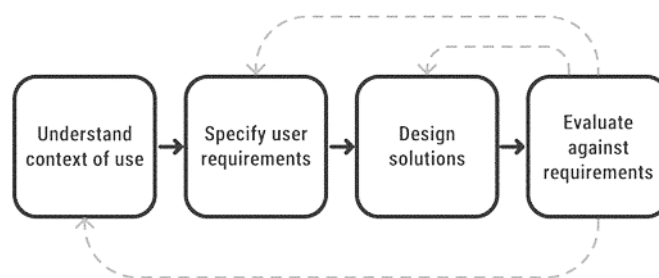 Understand
context of use
Specify user
requirements
Design
solutions
Evaluate
against
requirements